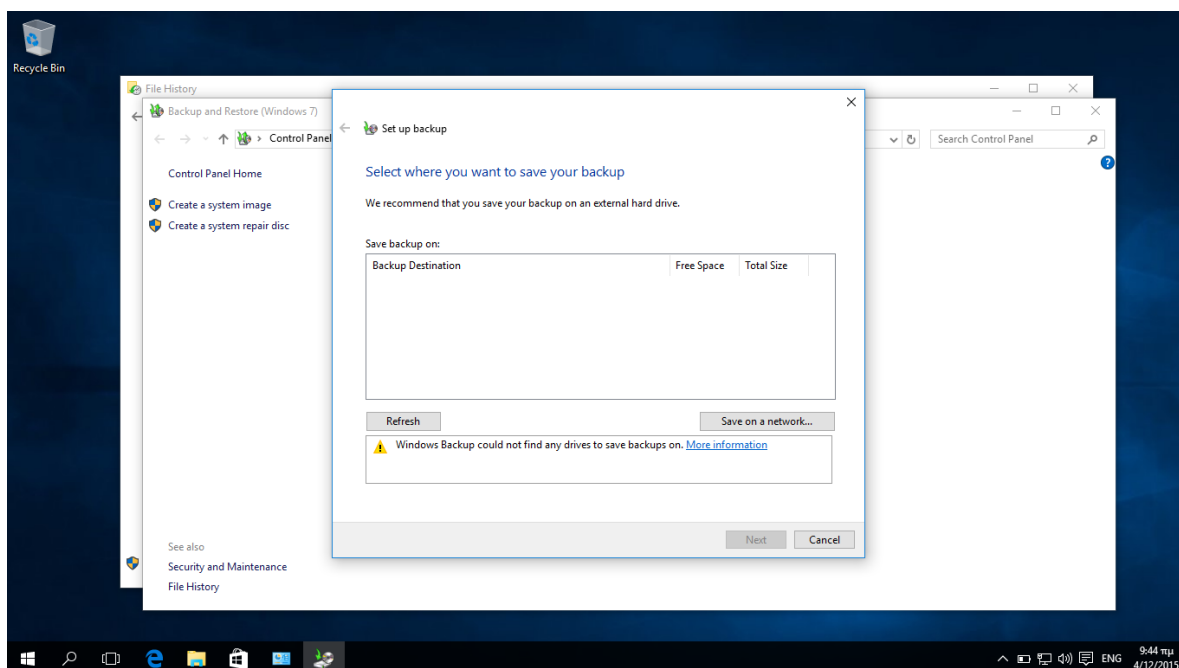 Recycle Bin
File History
Backup and Restore (Windows 7)
Control Panel
Search Control Panel
Control Panel Home
Create a system image
Create a system repair disc
See also
Security and Maintenance
File History
Set up backup
Select where you want to save your backup
We recommend that you save your backup on an external hard drive.
Save backup on:
Backup Destination Free Space Total Size
Refresh Save on a network...
Windows Backup could not find any drives to save backups on. More information
Next Cancel
ENG
9:44 πμ
4/12/2015